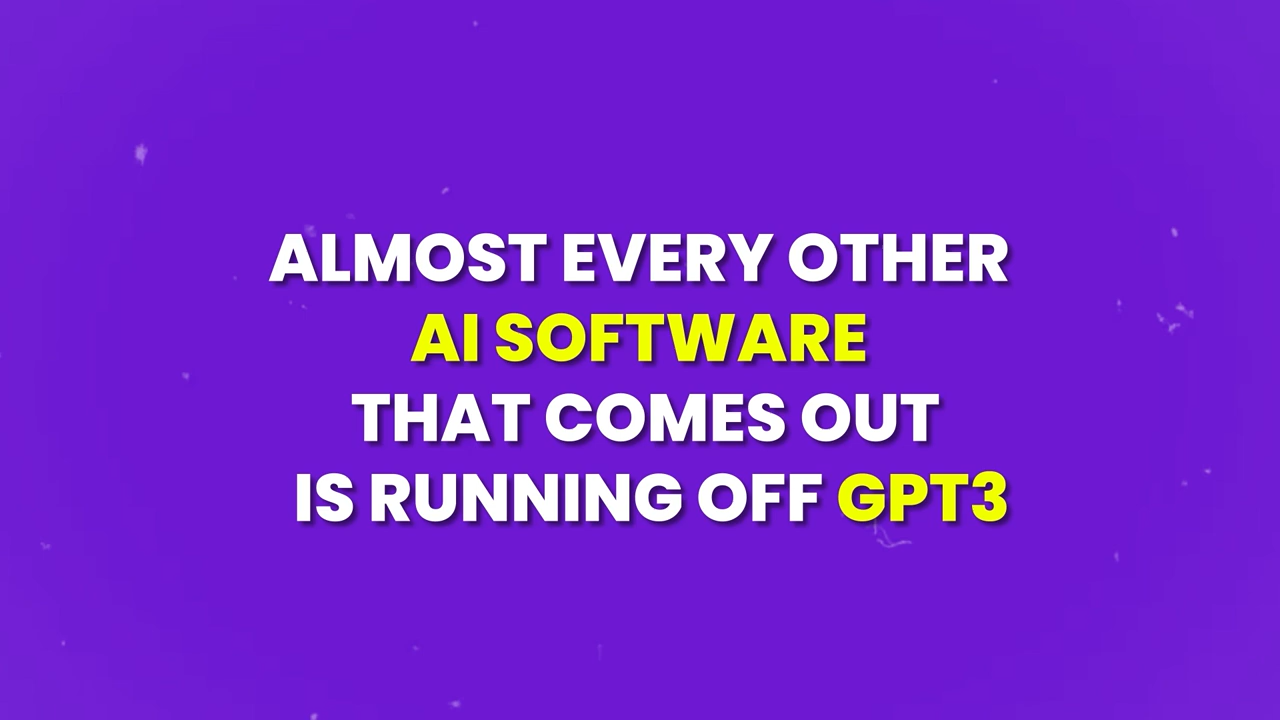 ALMOST EVERY OTHER
AI SOFTWARE
THAT COMES OUT
IS RUNNING OFF GPT3